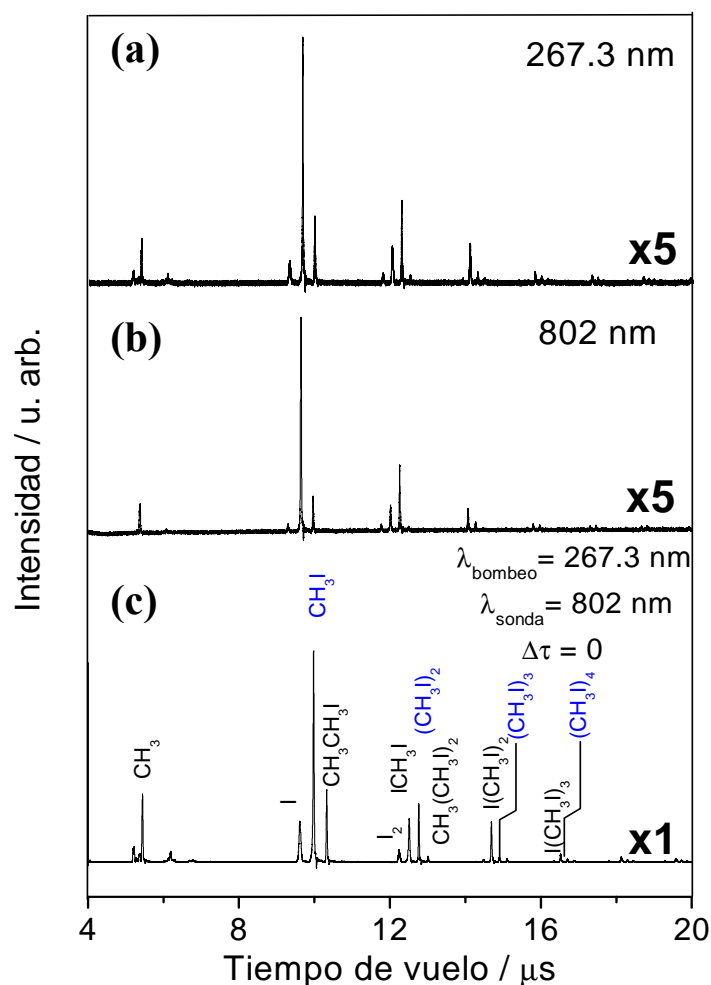 (a)
267.3 nm
x5
(b)
802 nm
x5
λbombeo= 267.3 nm
λsonda= 802 nm
Δτ = 0
(c)
CH₃
I
CH₃I
CH₃CH₃I
I₂
ICH₃I
(CH₃I)₂
CH₃(CH₃I)₂
I(CH₃I)₂
(CH₃I)₃
I(CH₃I)₃
(CH₃I)₄
x1
Intensidad / u. arb.
4 8 12 16 20
Tiempo de vuelo / μs